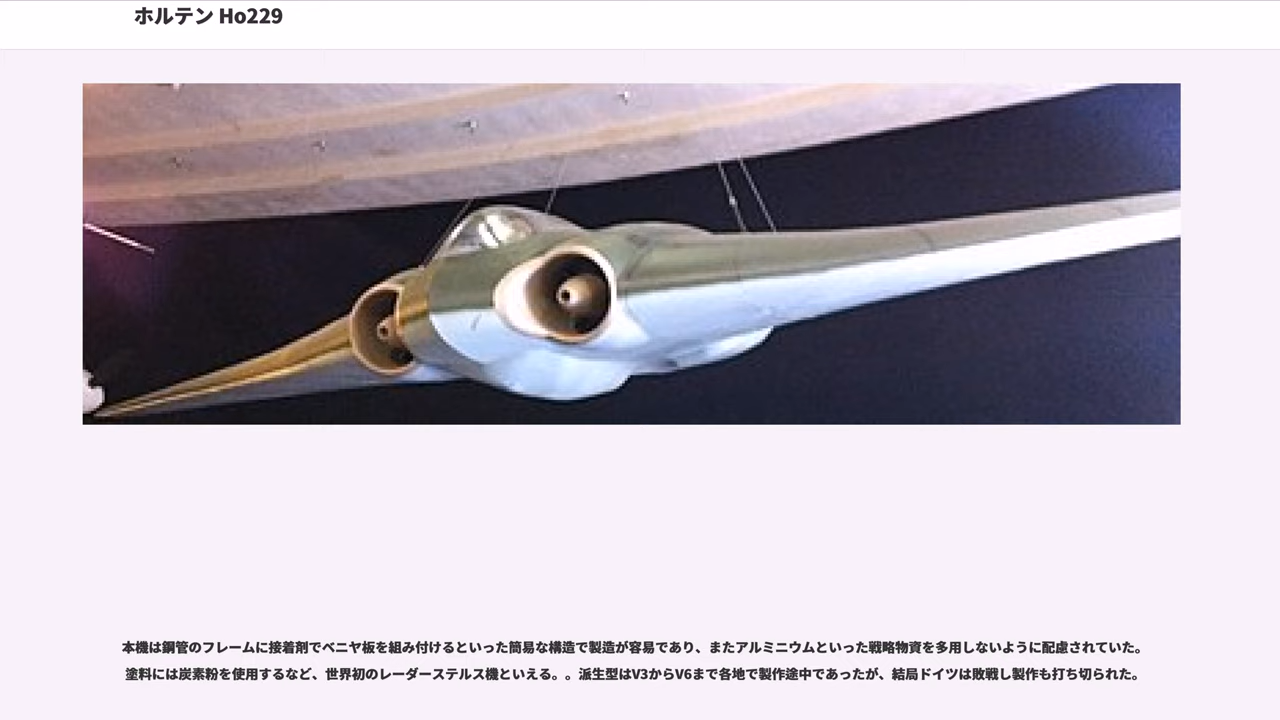 ホルテン Ho229
本機は鋼管のフレームに接着剤でベニヤ板を組み付けるといった簡易な構造で製造が容易であり、またアルミニウムといった戦略物資を多用しないように配慮されていた。
塗料には炭素粉を使用するなど、世界初のレーダーステルス機といえる。。派生型はV3からV6まで各地で製作途中であったが、結局ドイツは敗戦し製作も打ち切られた。